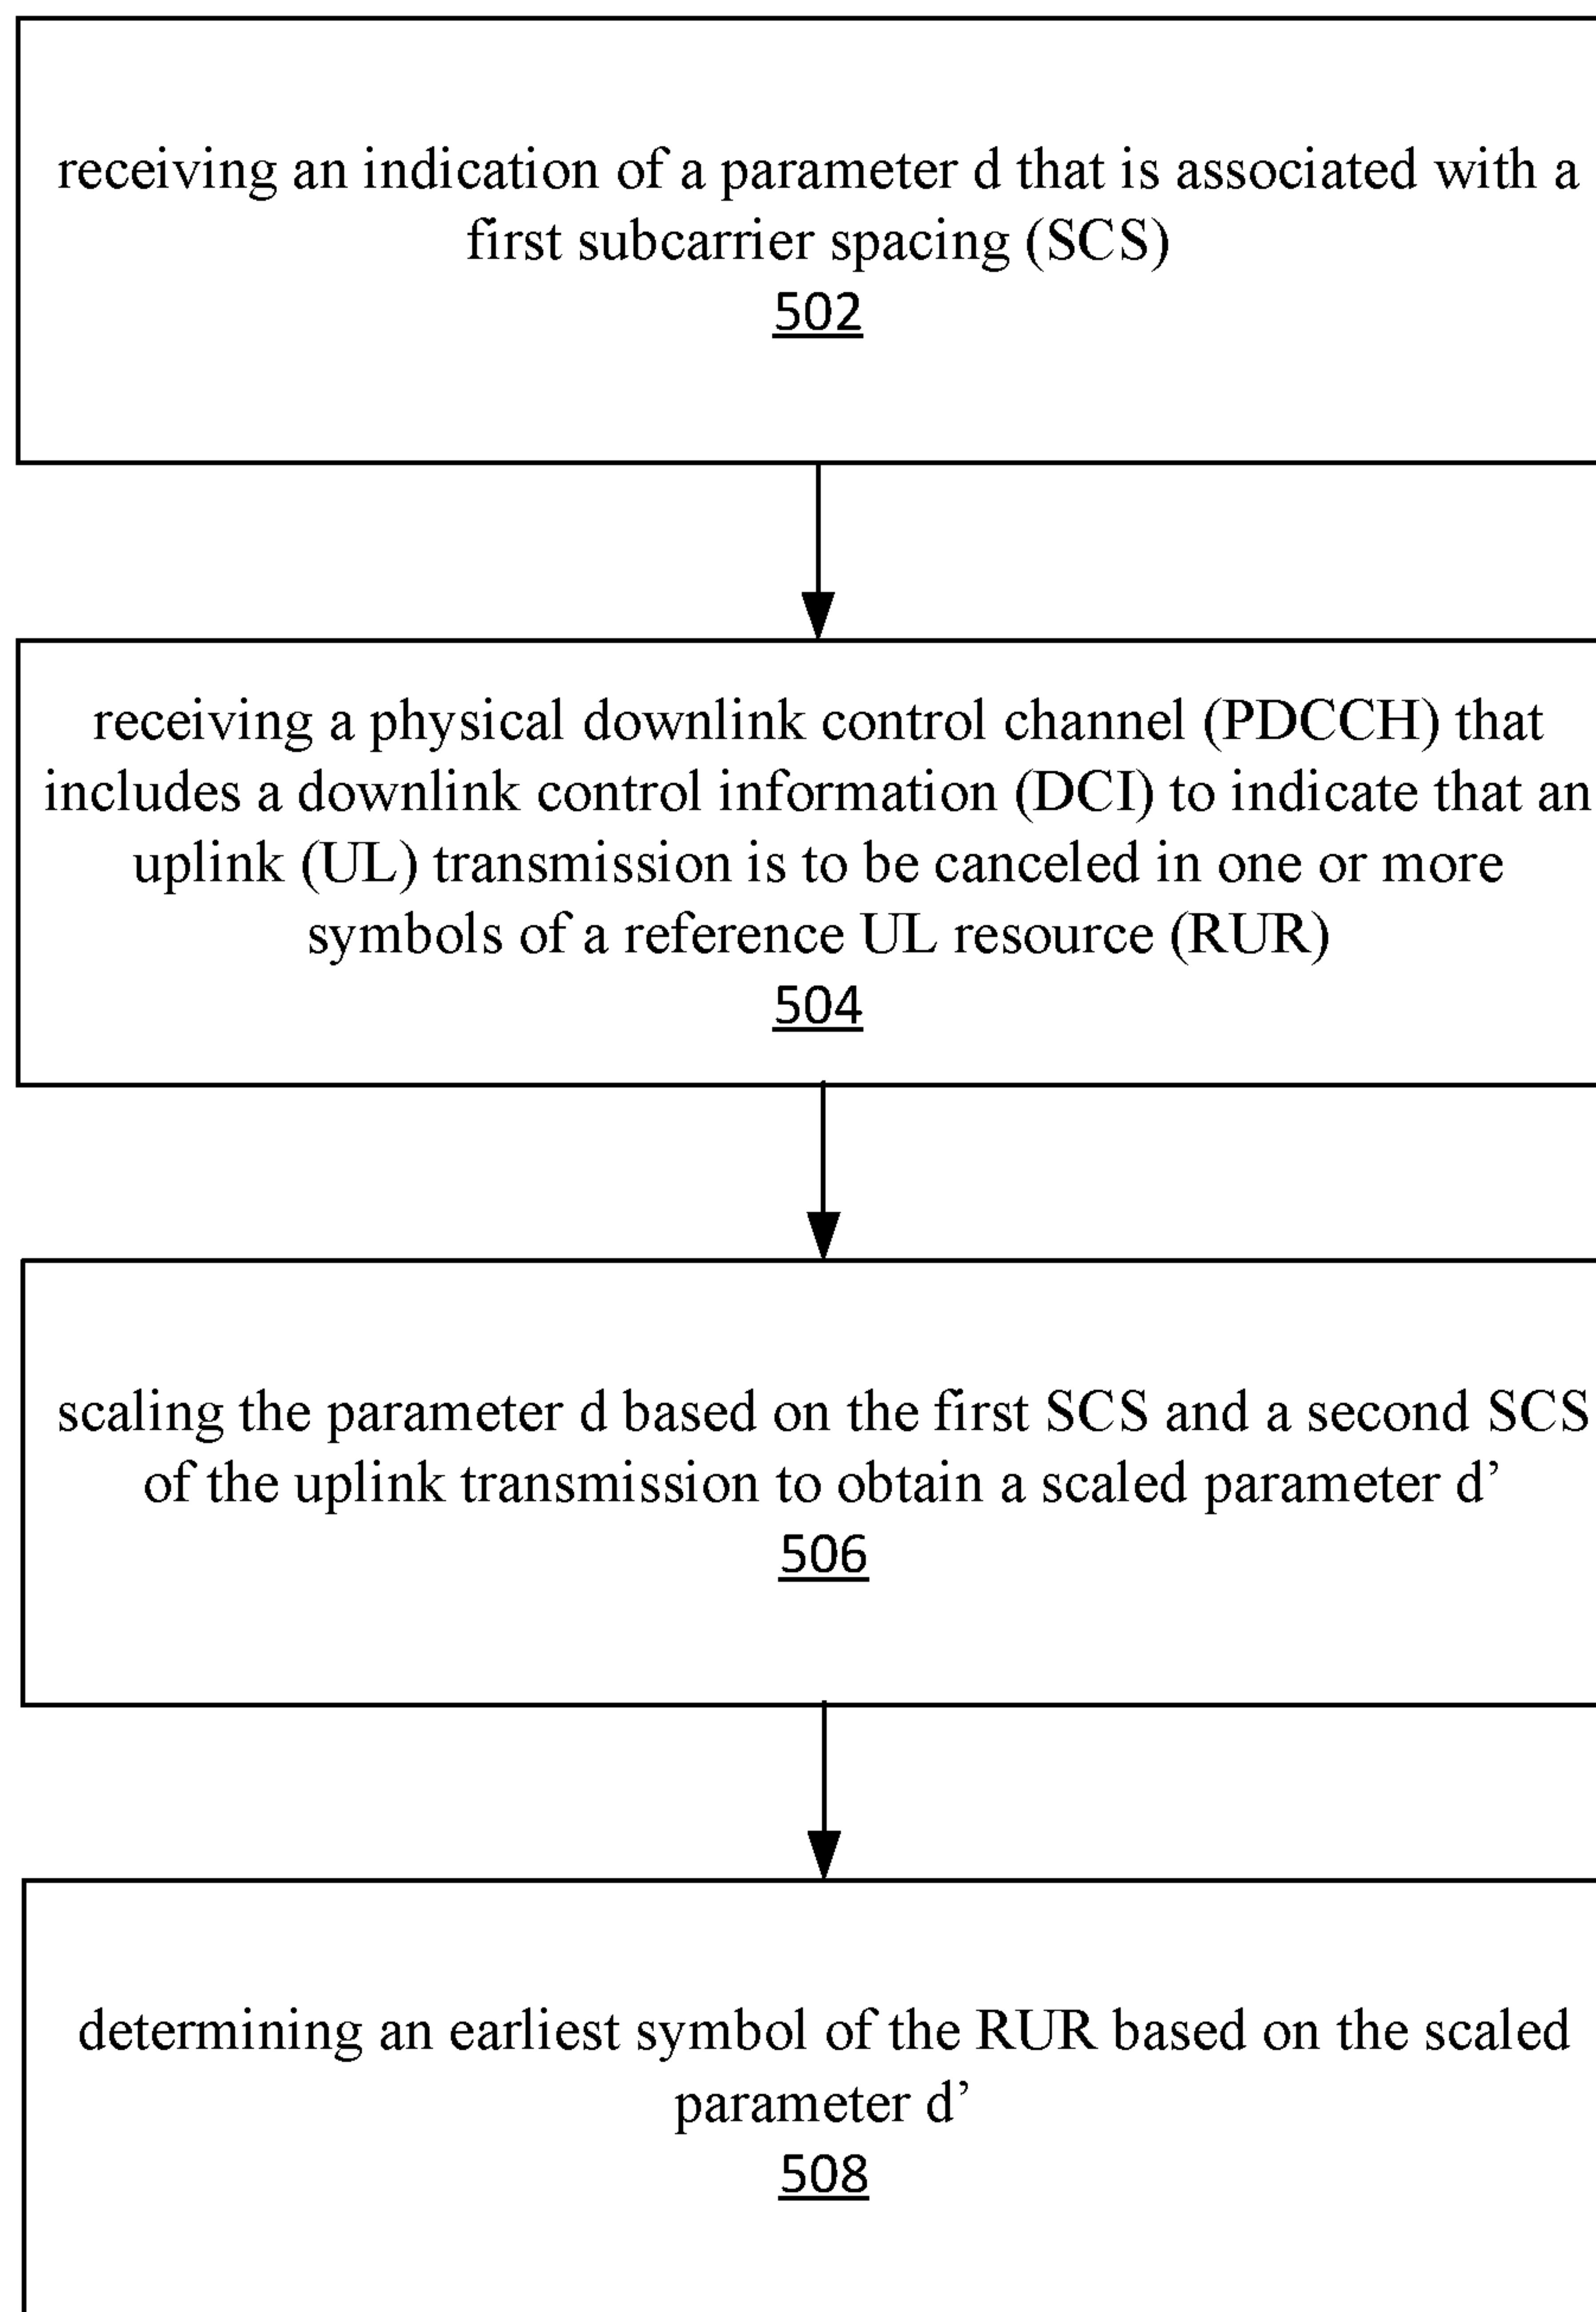 receiving an indication of a parameter d that is associated with a
first subcarrier spacing (SCS)
502
receiving a physical downlink control channel (PDCCH) that
includes a downlink control information (DCI) to indicate that an
uplink (UL) transmission is to be canceled in one or more
symbols of a reference UL resource (RUR)
504
scaling the parameter d based on the first SCS and a second SCS
of the uplink transmission to obtain a scaled parameter d’
506
determining an earliest symbol of the RUR based on the scaled
parameter d’
508